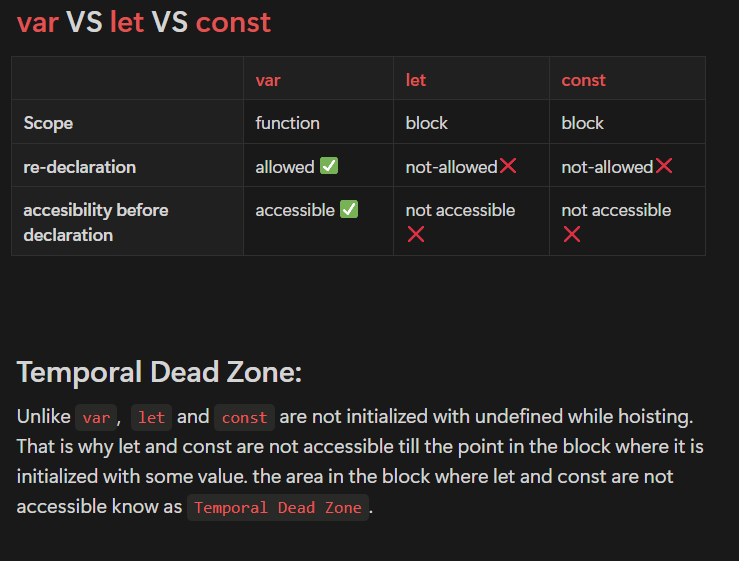 var VS let VS const
var let const
Scope function block block
re-declaration allowed ✅ not-allowed❌ not-allowed❌
accesibility before accessible ✅ not accessible not accessible
declaration ❌ ❌
Temporal Dead Zone:
Unlike var, let and const are not initialized with undefined while hoisting.
That is why let and const are not accessible till the point in the block where it is
initialized with some value. the area in the block where let and const are not
accessible know as Temporal Dead Zone.